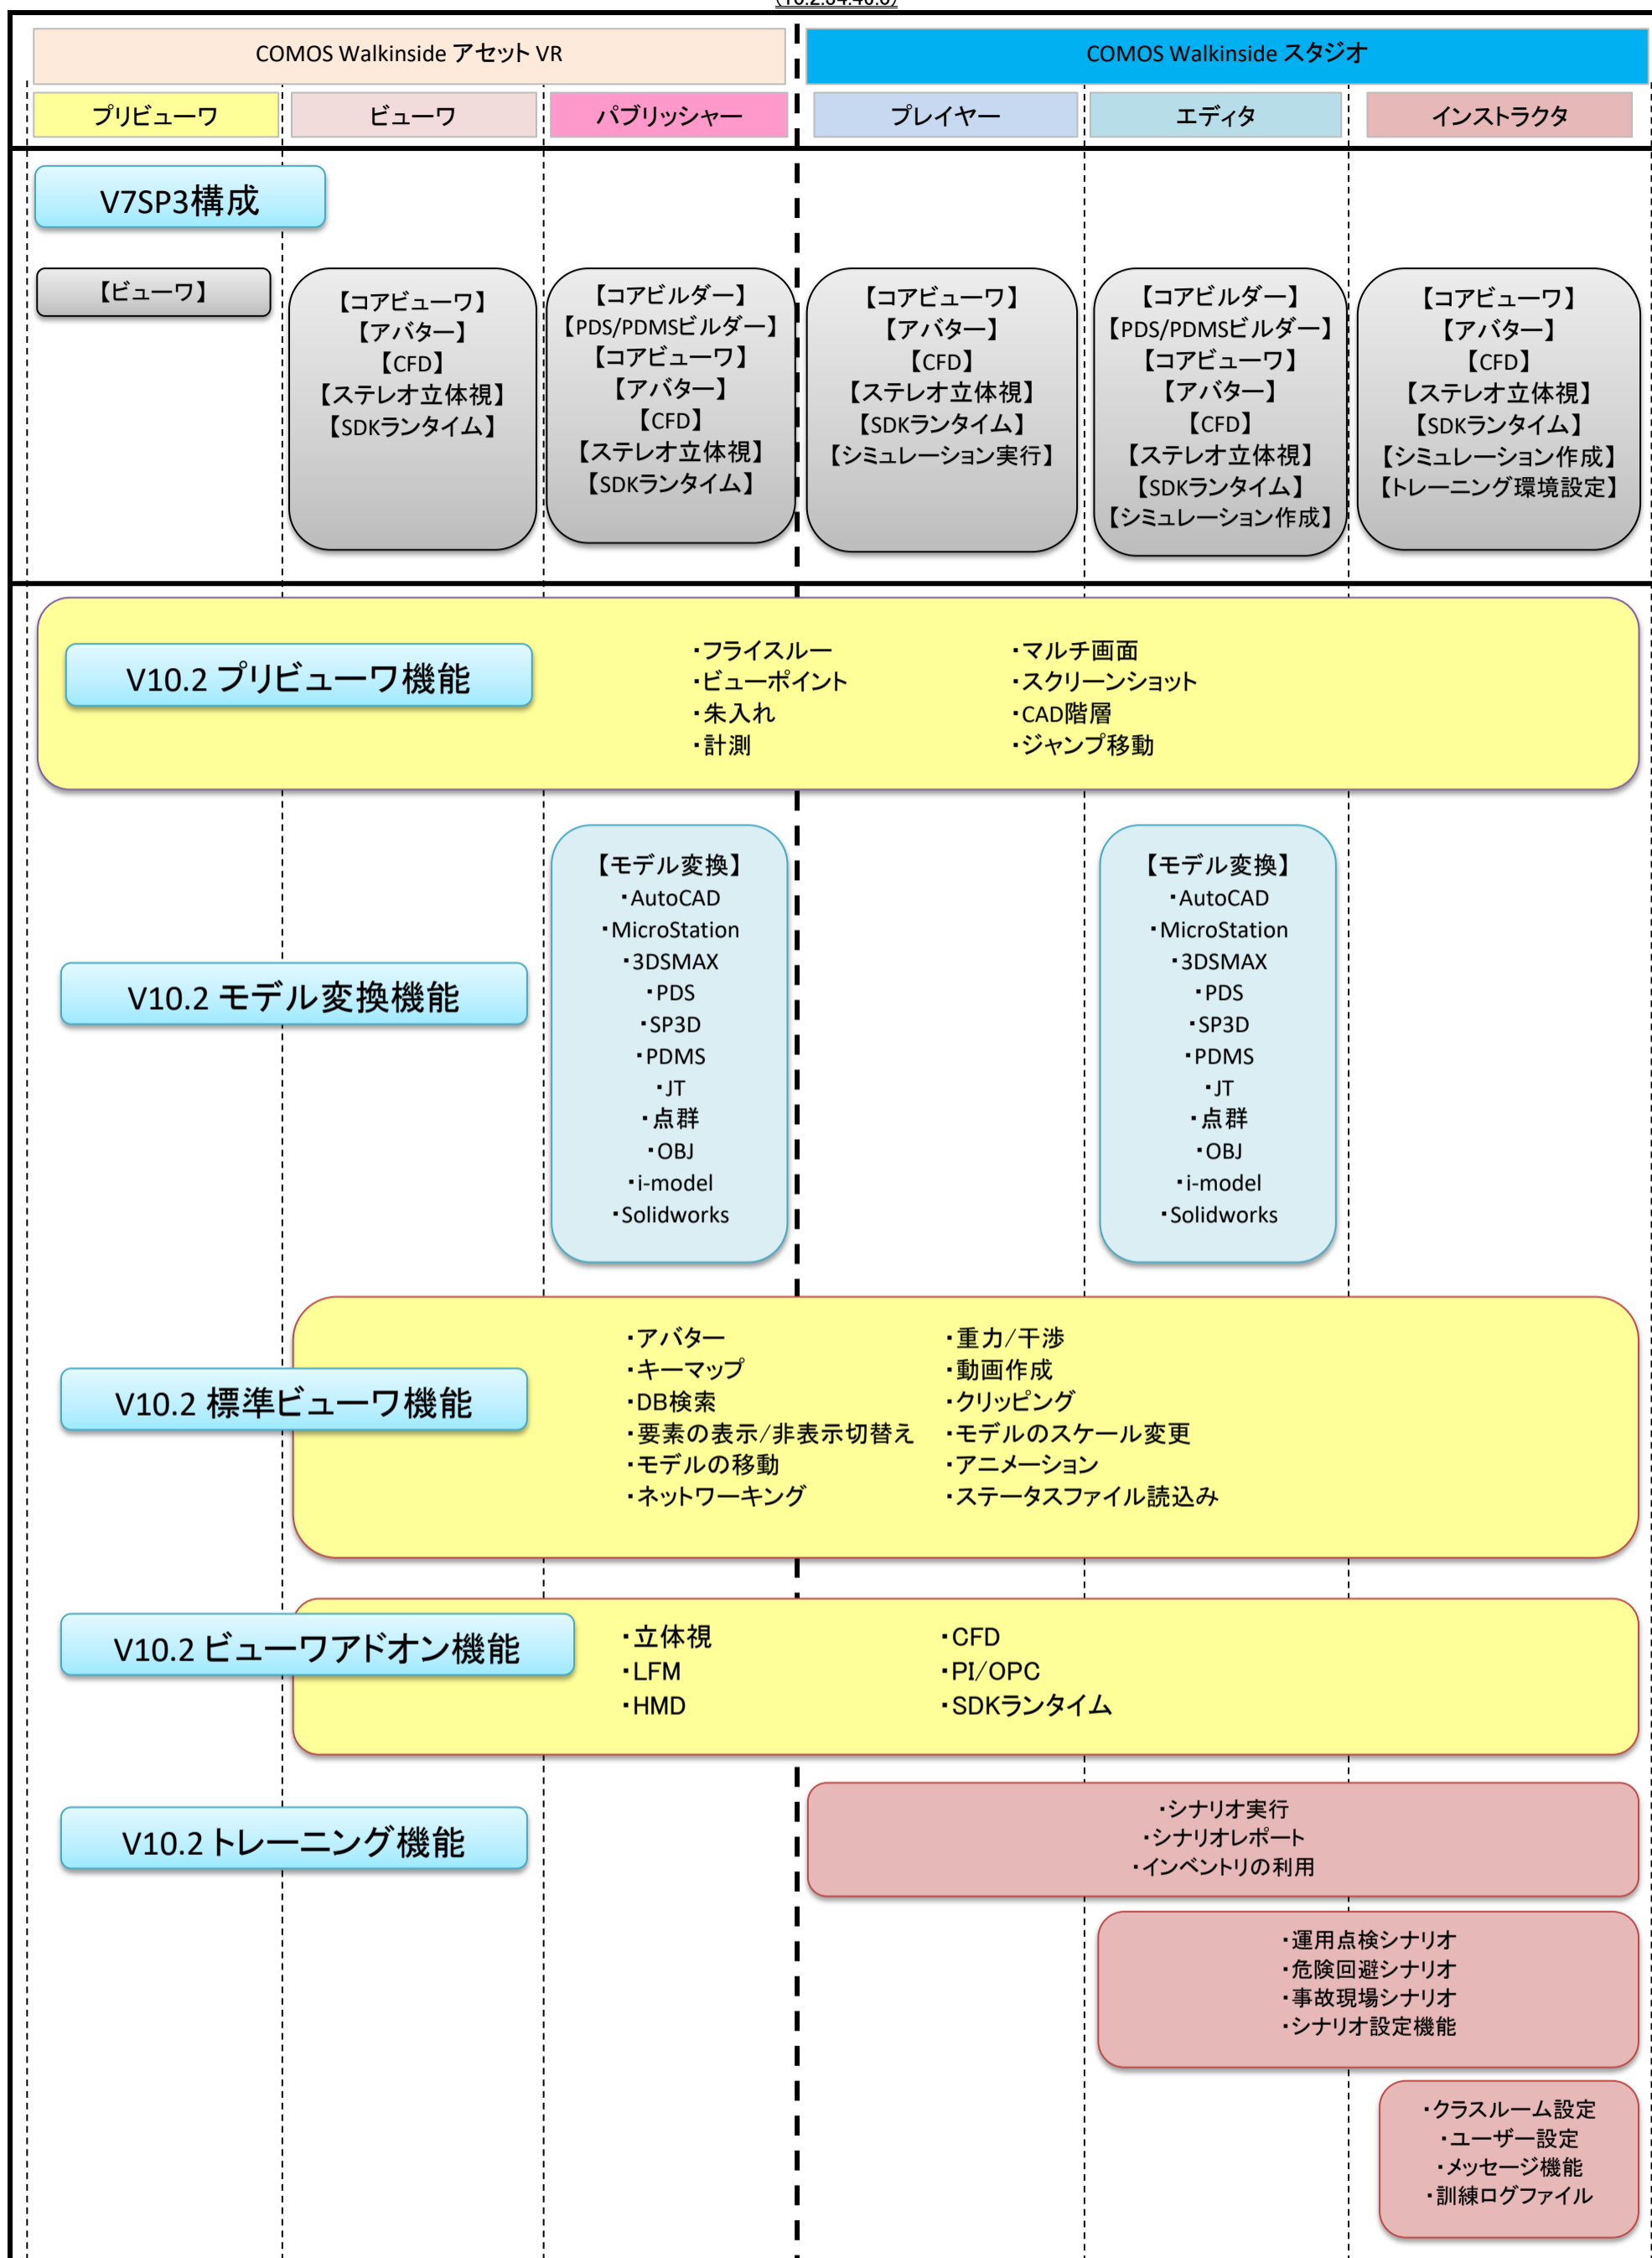 COMOS Walkinside アセット VR
COMOS Walkinside スタジオ
プリビューワ
ビューワ
パブリッシャー
プレイヤー
エディタ
インストラクタ
V7SP3構成
【ビューワ】
【コアビューワ】
【アバター】
【CFD】
【ステレオ立体視】
【SDKランタイム】
【コアビルダー】
【PDS/PDMSビルダー】
【コアビューワ】
【アバター】
【CFD】
【ステレオ立体視】
【SDKランタイム】
【コアビューワ】
【アバター】
【CFD】
【ステレオ立体視】
【SDKランタイム】
【シミュレーション実行】
【コアビルダー】
【PDS/PDMSビルダー】
【コアビューワ】
【アバター】
【CFD】
【ステレオ立体視】
【SDKランタイム】
【シミュレーション作成】
【コアビューワ】
【アバター】
【CFD】
【ステレオ立体視】
【SDKランタイム】
【シミュレーション作成】
【トレーニング環境設定】
V10.2 プリビューワ機能
・フライスルー
・ビューポイント
・朱入れ
・計測
・マルチ画面
・スクリーンショット
・CAD階層
・ジャンプ移動
V10.2 モデル変換機能
【モデル変換】
・AutoCAD
・MicroStation
・3DSMAX
・PDS
・SP3D
・PDMS
・JT
・点群
・OBJ
・i-model
・Solidworks
【モデル変換】
・AutoCAD
・MicroStation
・3DSMAX
・PDS
・SP3D
・PDMS
・JT
・点群
・OBJ
・i-model
・Solidworks
V10.2 標準ビューワ機能
・アバター
・キーマップ
・DB検索
・要素の表示/非表示切替え
・モデルの移動
・ネットワーキング
・重力/干渉
・動画作成
・クリッピング
・モデルのスケール変更
・アニメーション
・ステータスファイル読込み
V10.2 ビューワアドオン機能
・立体視
・LFM
・HMD
・CFD
・PI/OPC
・SDKランタイム
V10.2 トレーニング機能
・シナリオ実行
・シナリオレポート
・インベントリの利用
・運用点検シナリオ
・危険回避シナリオ
・事故現場シナリオ
・シナリオ設定機能
・クラスルーム設定
・ユーザー設定
・メッセージ機能
・訓練ログファイル